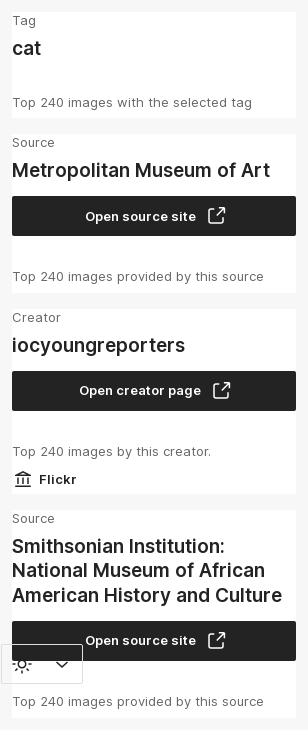 Tag
cat
Top 240 images with the selected tag
Source
Metropolitan Museum of Art
Open source site
Top 240 images provided by this source
Creator
iocyoungreporters
Open creator page
Top 240 images by this creator.
Flickr
Source
Smithsonian Institution:
National Museum of African
American History and Culture
Open source site
Top 240 images provided by this source